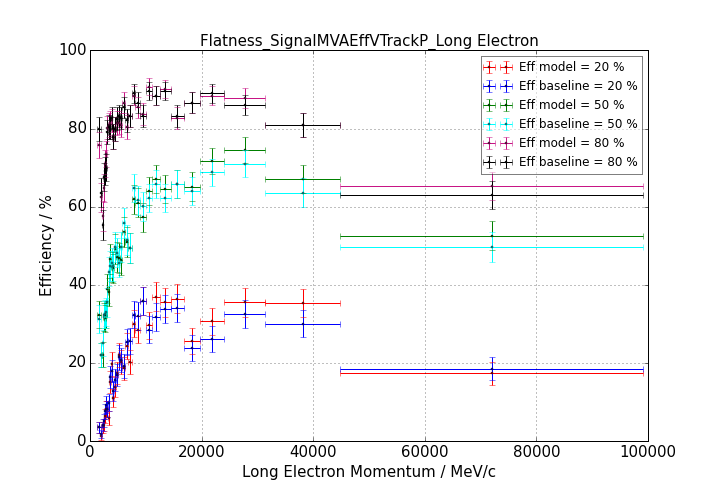 Flatness_SignalMVAEffVTrackP_Long Electron
100
80
60
40
20
0
Efficiency / %
Eff model = 20 %
Eff baseline = 20 %
Eff model = 50 %
Eff baseline = 50 %
Eff model = 80 %
Eff baseline = 80 %
0 20000 40000 60000 80000 100000
Long Electron Momentum / MeV/c